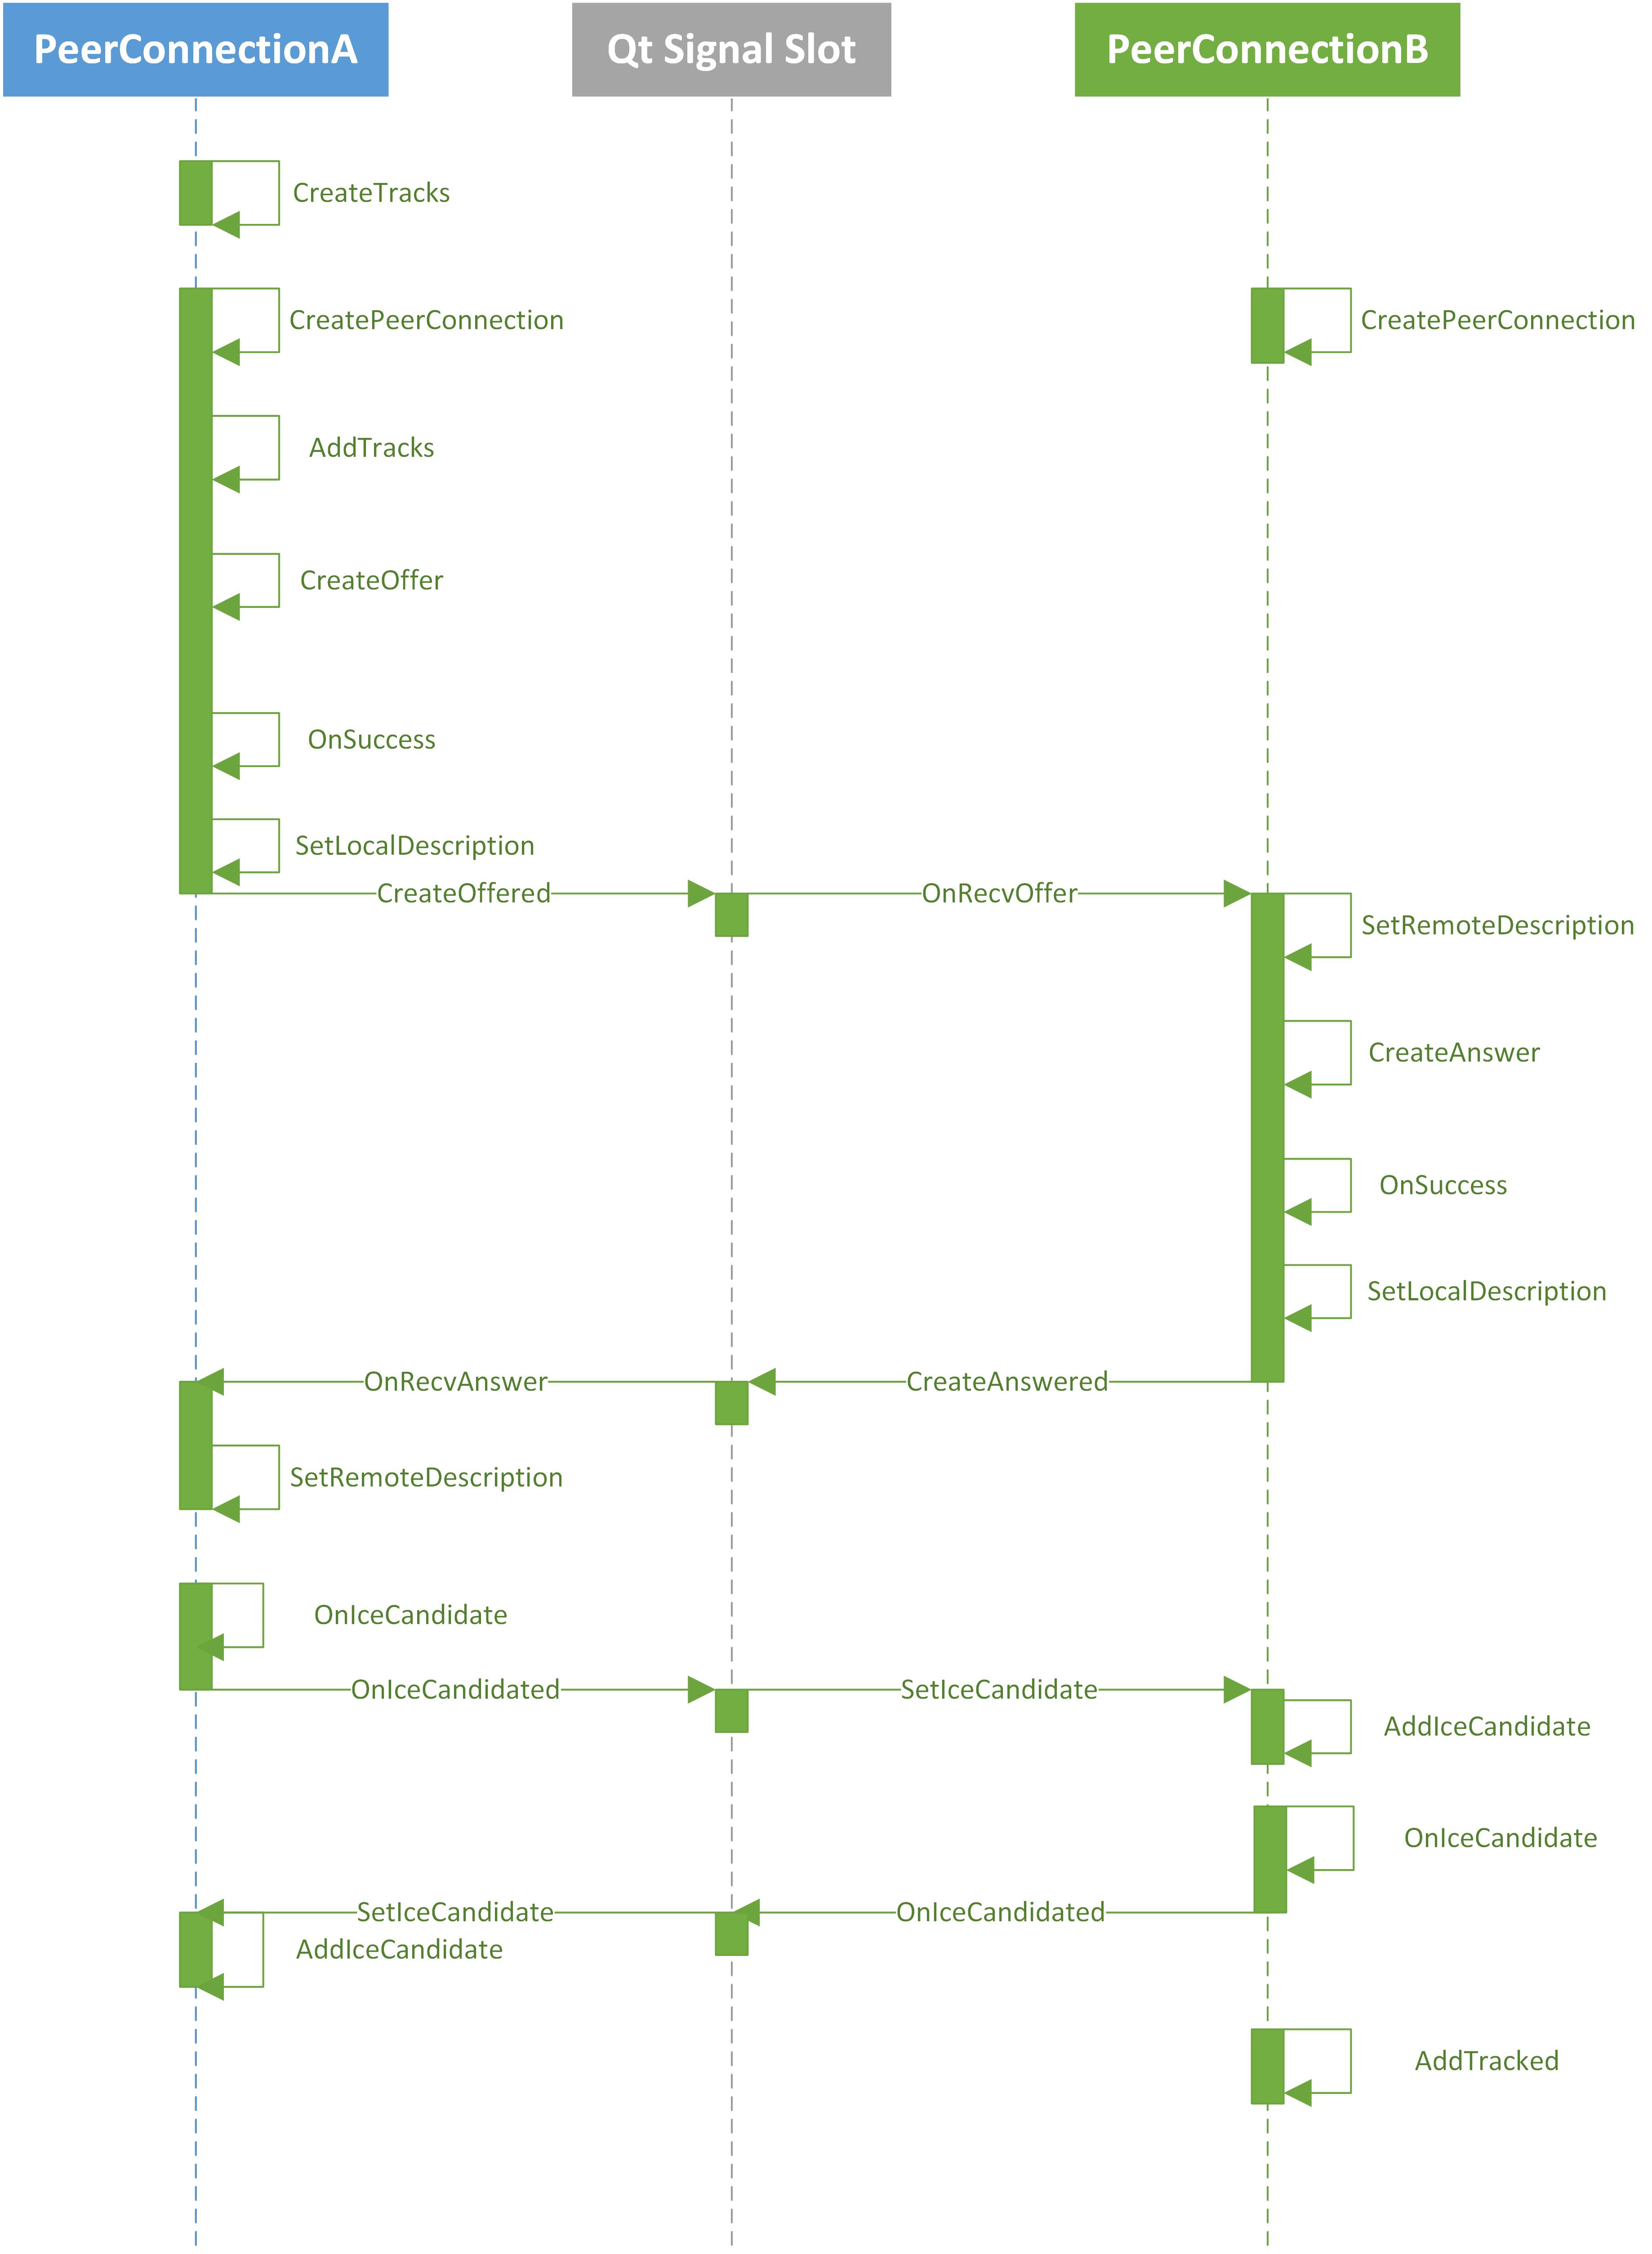 PeerConnectionA
Qt Signal Slot
PeerConnectionB
CreateTracks
CreatePeerConnection
CreatePeerConnection
AddTracks
CreateOffer
OnSuccess
SetLocalDescription
CreateOffered
OnRecvOffer
SetRemoteDescription
CreateAnswer
OnSuccess
SetLocalDescription
OnRecvAnswer
CreateAnswered
SetRemoteDescription
OnIceCandidate
OnIceCandidated
SetIceCandidate
AddIceCandidate
OnIceCandidate
SetIceCandidate
OnIceCandidated
AddIceCandidate
AddTracked